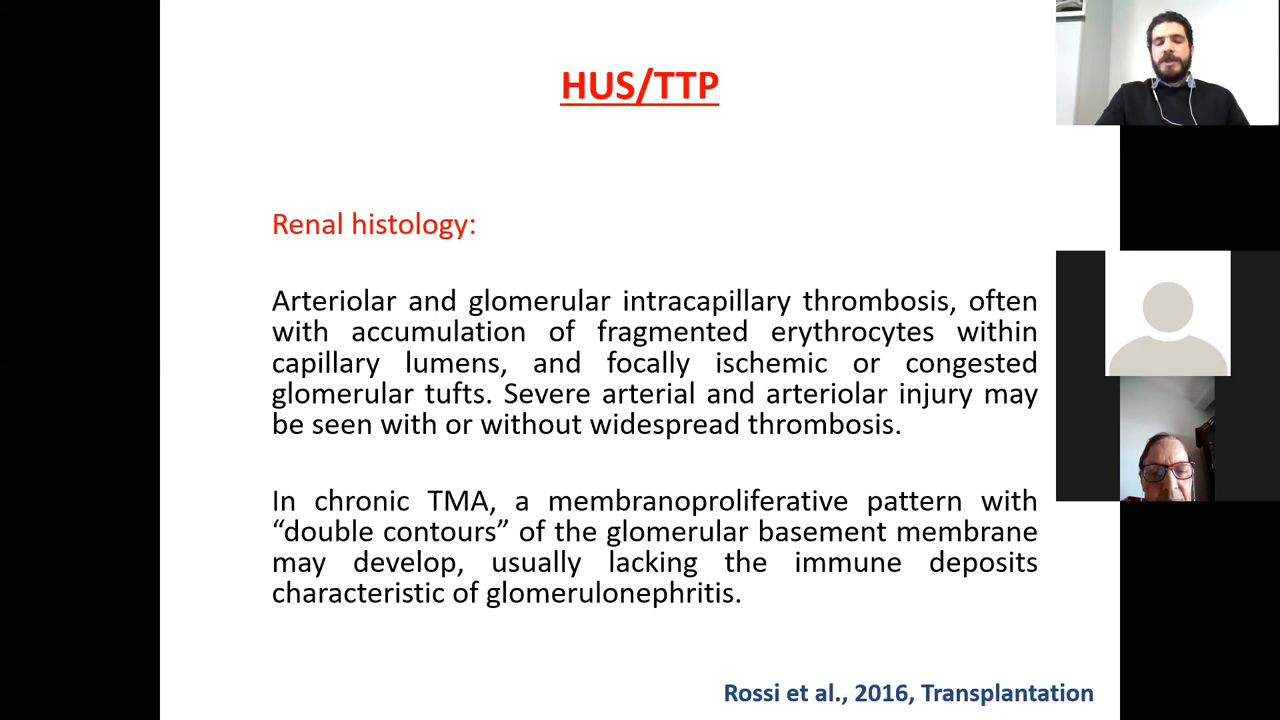 HUS/TTP
Renal histology:
Arteriolar and glomerular intracapillary thrombosis, often
with accumulation of fragmented erythrocytes within
capillary lumens, and focally ischemic or congested
glomerular tufts. Severe arterial and arteriolar injury may
be seen with or without widespread thrombosis.
In chronic TMA, a membranoproliferative pattern with
“double contours” of the glomerular basement membrane
may develop, usually lacking the immune deposits
characteristic of glomerulonephritis.
Rossi et al., 2016, Transplantation